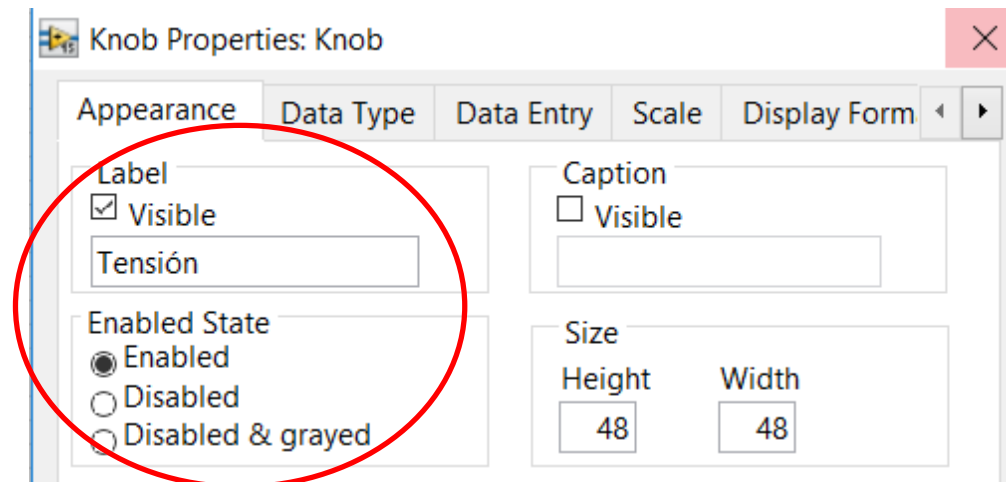 Knob Properties: Knob
Appearance Data Type Data Entry Scale Display Form
Label
Visible
Tensión
Caption
Visible
Enabled State
Enabled
Disabled
Disabled & grayed
Size
Height Width
48 48